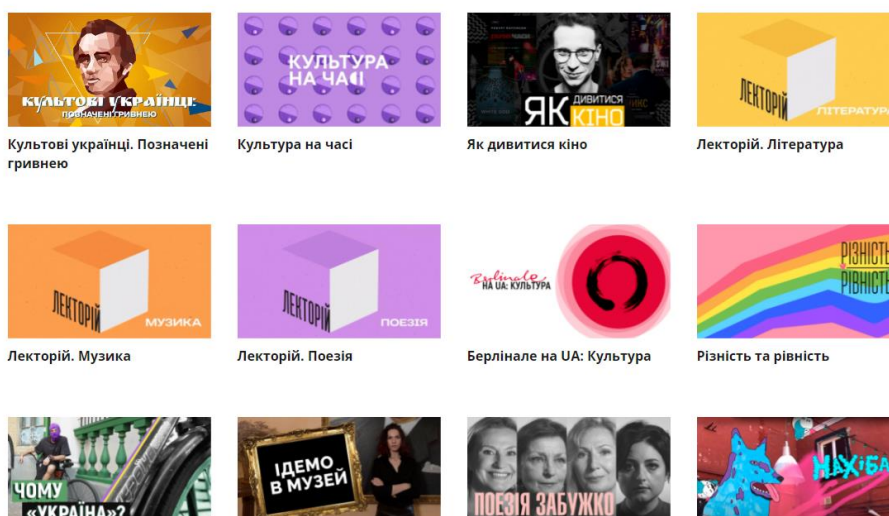 КУЛЬТОВІ УКРАЇНЦІ:
ПОЗНАЧЕНІ ГРИВНЕЮ
КУЛЬТУРА
НА ЧАСІ
ЯК ДИВИТИСЯ
КІНО
ЛЕКТОРІЙ
ЛІТЕРАТУРА
Культові українці. Позначені
гривнею
Культура на часі
Як дивитися кіно
Лекторій. Література
ЛЕКТОРІЙ
МУЗИКА
ЛЕКТОРІЙ
ПОЕЗІЯ
Berlinale
НА UA: КУЛЬТУРА
РІЗНІСТЬ
РІВНІСТЬ
Лекторій. Музика
Лекторій. Поезія
Берлінале на UA: Культура
Різність та рівність
ЧОМУ
«УКРАЇНА»?
ІДЕМО
В МУЗЕЙ
ПОЕЗІЯ ЗАБУЖКО